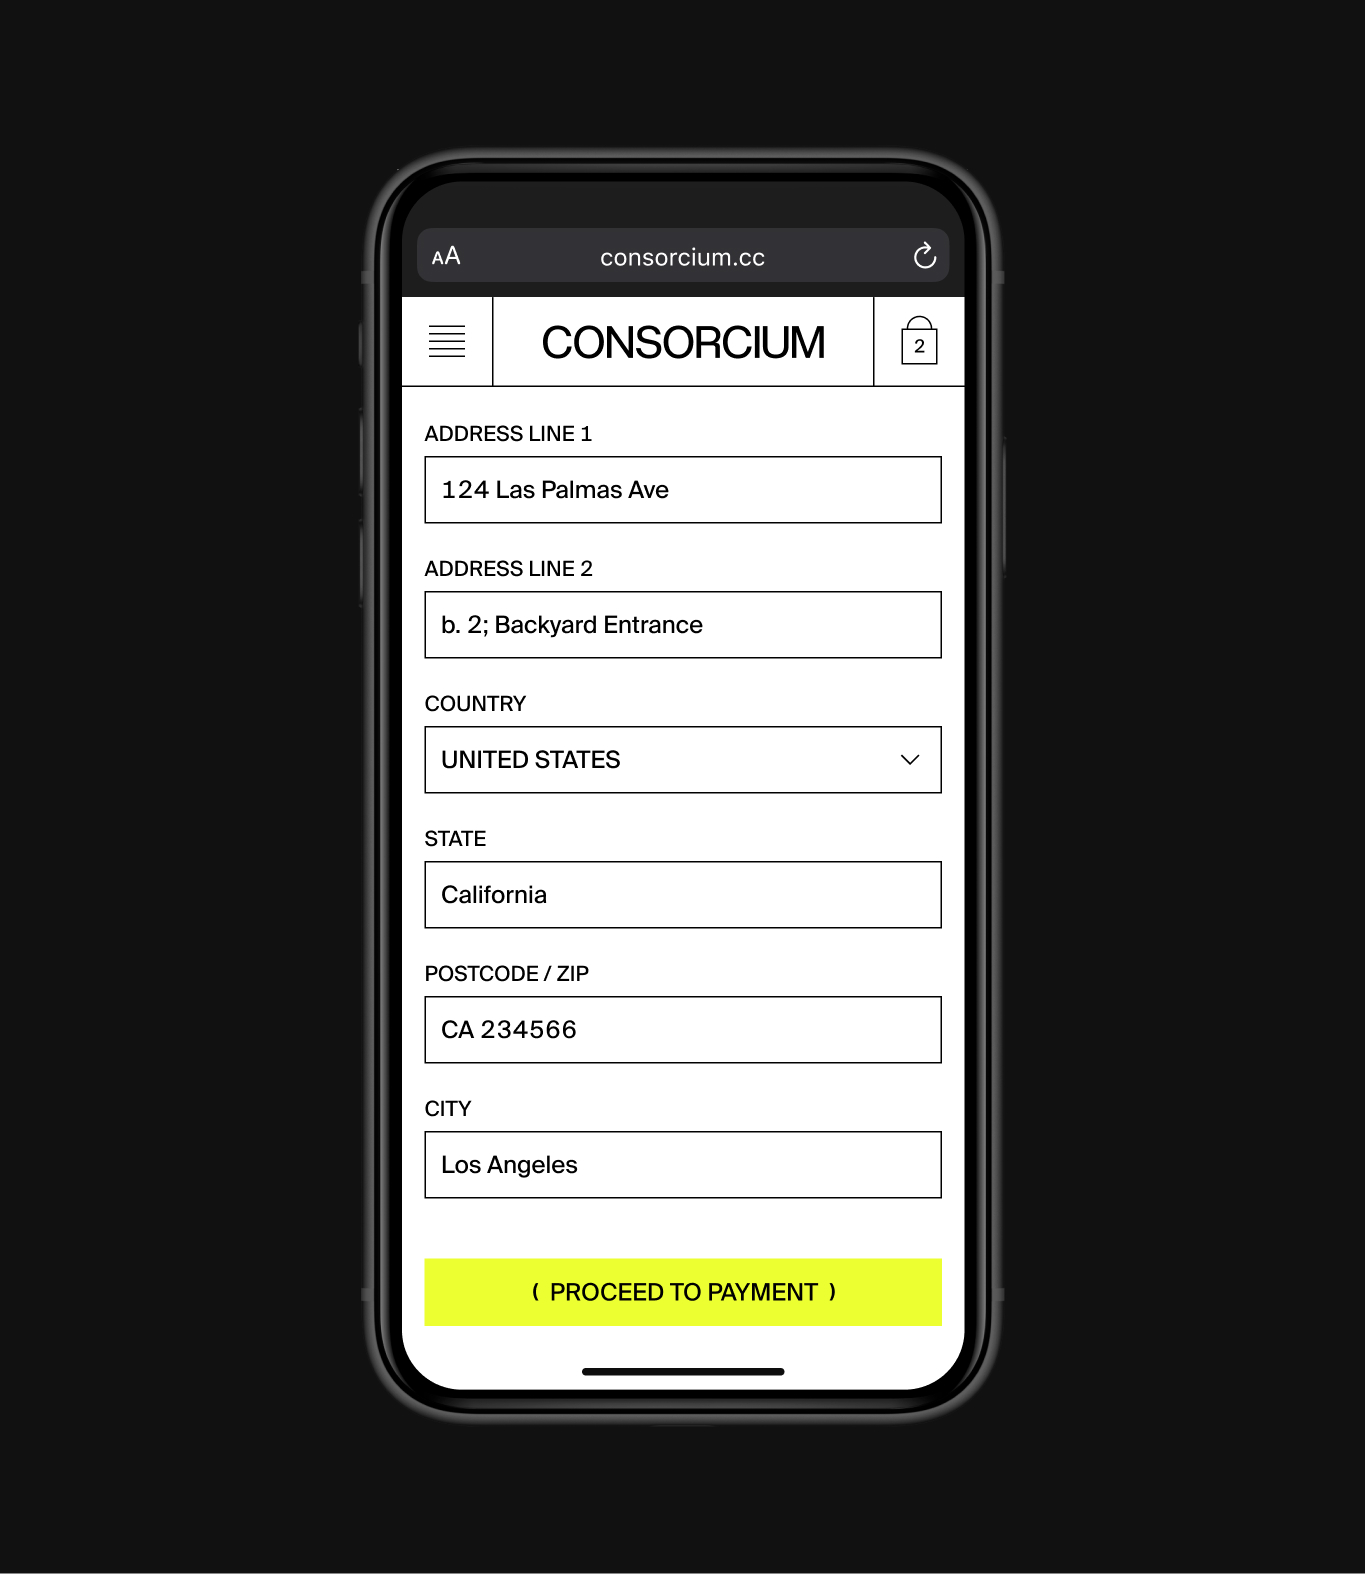 AA
consorcium.cc
CONSORCIUM
2
ADDRESS LINE 1
124 Las Palmas Ave
ADDRESS LINE 2
b. 2; Backyard Entrance
COUNTRY
UNITED STATES
STATE
California
POSTCODE / ZIP
CA 234566
CITY
Los Angeles
( PROCEED TO PAYMENT )